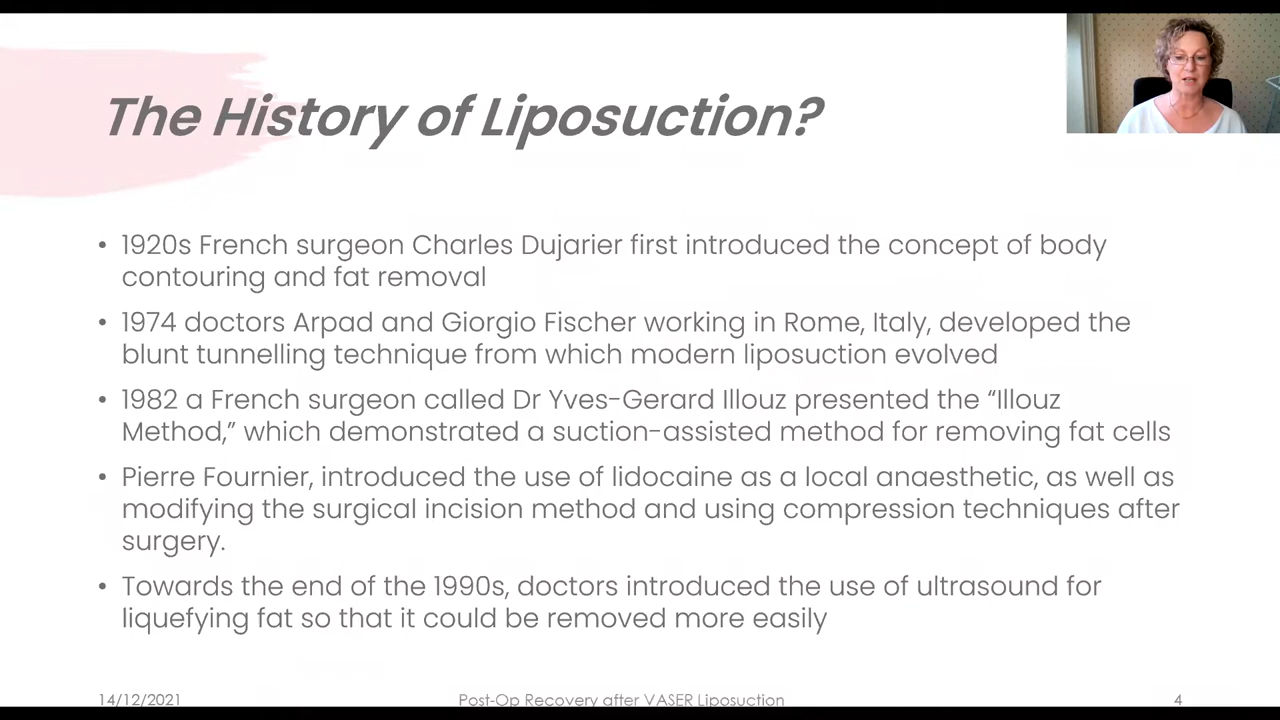 The History of Liposuction?
• 1920s French surgeon Charles Dujarier first introduced the concept of body
contouring and fat removal
• 1974 doctors Arpad and Giorgio Fischer working in Rome, Italy, developed the
blunt tunnelling technique from which modern liposuction evolved
• 1982 a French surgeon called Dr Yves-Gerard Illouz presented the “Illouz
Method,” which demonstrated a suction-assisted method for removing fat cells
• Pierre Fournier, introduced the use of lidocaine as a local anaesthetic, as well as
modifying the surgical incision method and using compression techniques after
surgery.
• Towards the end of the 1990s, doctors introduced the use of ultrasound for
liquefying fat so that it could be removed more easily
14/12/2021 Post-Op Recovery after VASER Liposuction 4